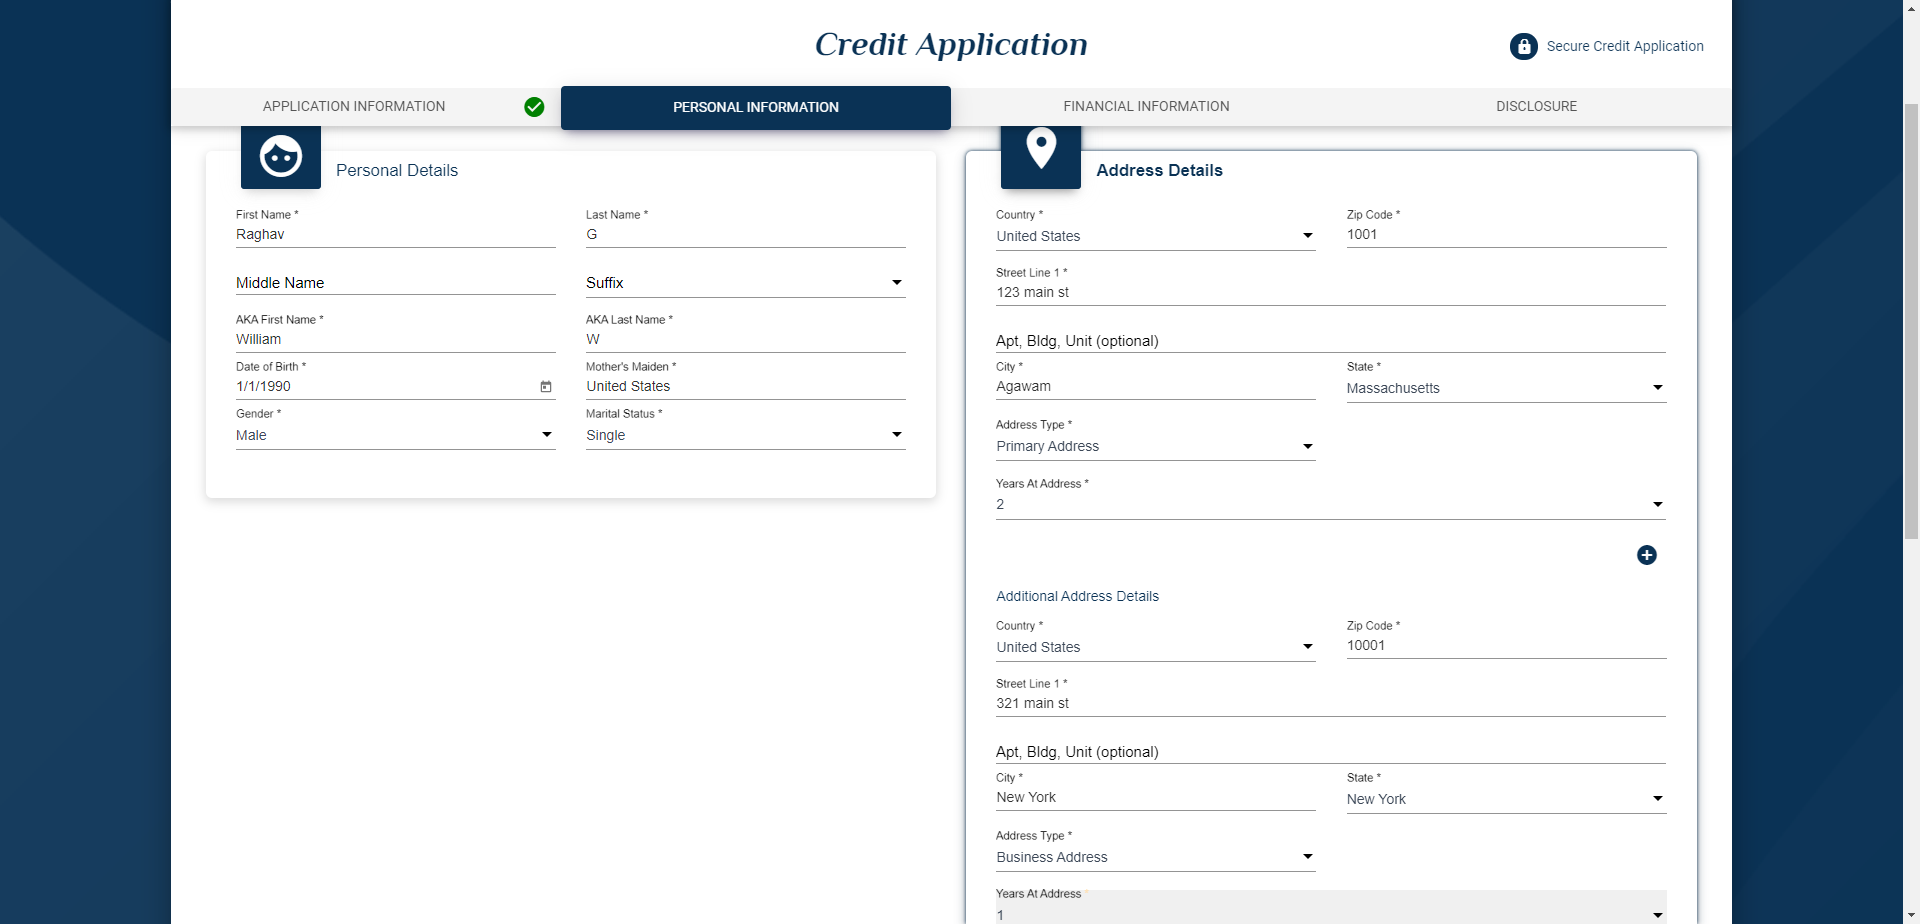 Credit Application
Secure Credit Application
APPLICATION INFORMATION
PERSONAL INFORMATION
FINANCIAL INFORMATION
DISCLOSURE
Personal Details
First Name *
Raghav
Last Name *
G
Middle Name
Suffix
AKA First Name *
William
AKA Last Name *
W
Date of Birth *
1/1/1990
Mother's Maiden *
United States
Gender *
Male
Marital Status *
Single
Address Details
Country *
United States
Zip Code *
1001
Street Line 1 *
123 main st
Apt, Bldg, Unit (optional)
City *
Agawam
State *
Massachusetts
Address Type *
Primary Address
Years At Address *
2
Additional Address Details
Country *
United States
Zip Code *
10001
Street Line 1 *
321 main st
Apt, Bldg, Unit (optional)
City *
New York
State *
New York
Address Type *
Business Address
Years At Address *
1